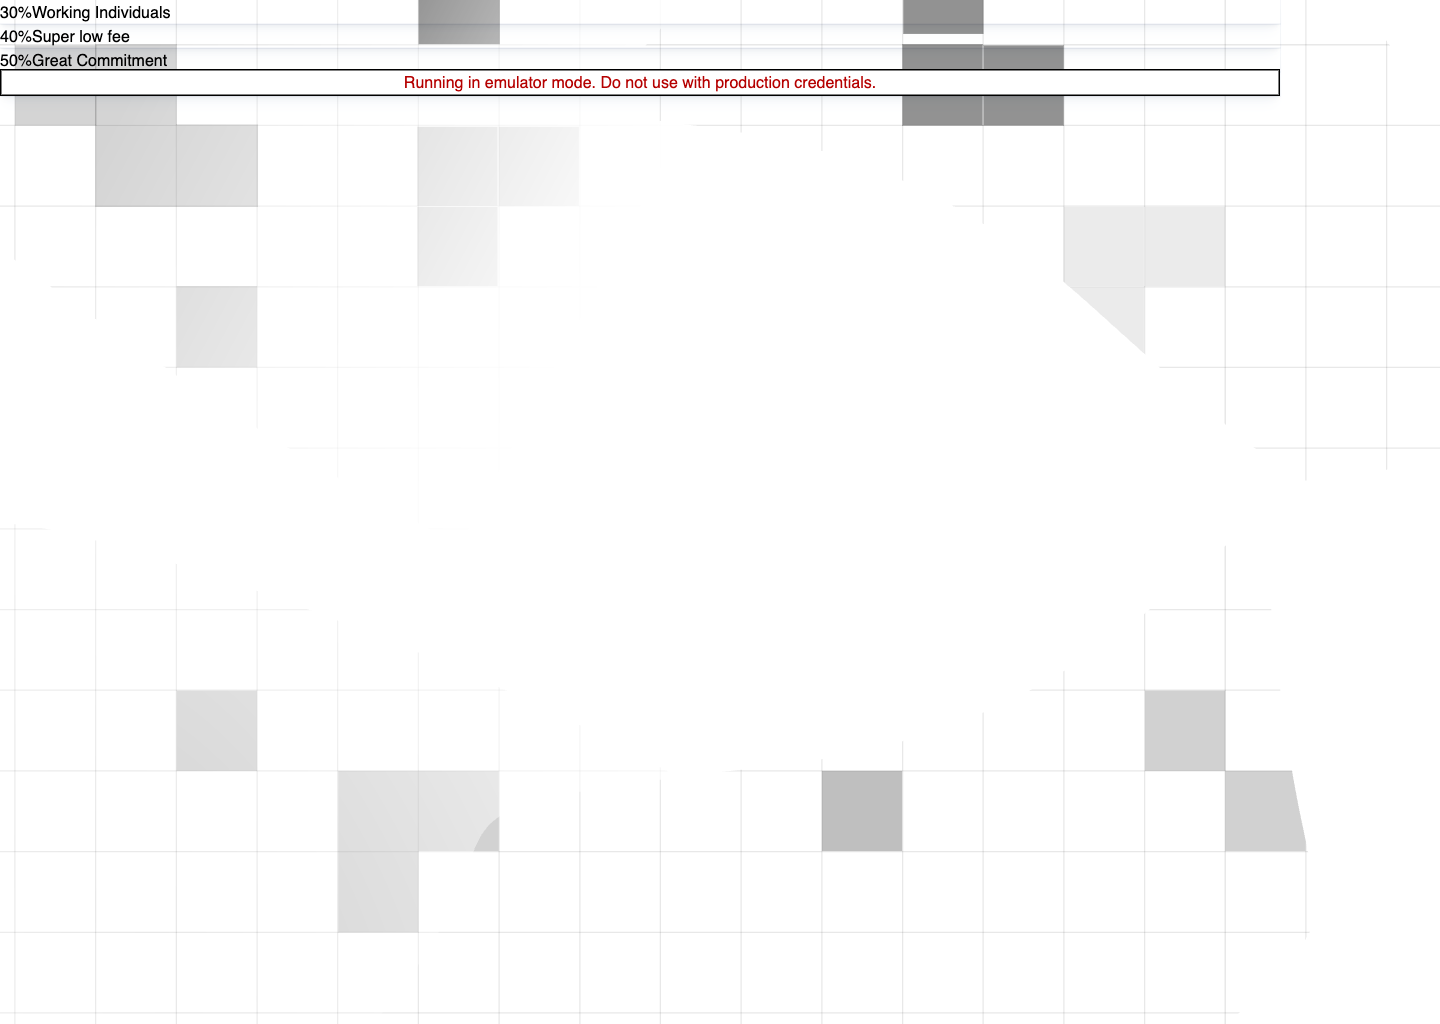 30%Working Individuals
40%Super low fee
50%Great Commitment
Running in emulator mode. Do not use with production credentials.